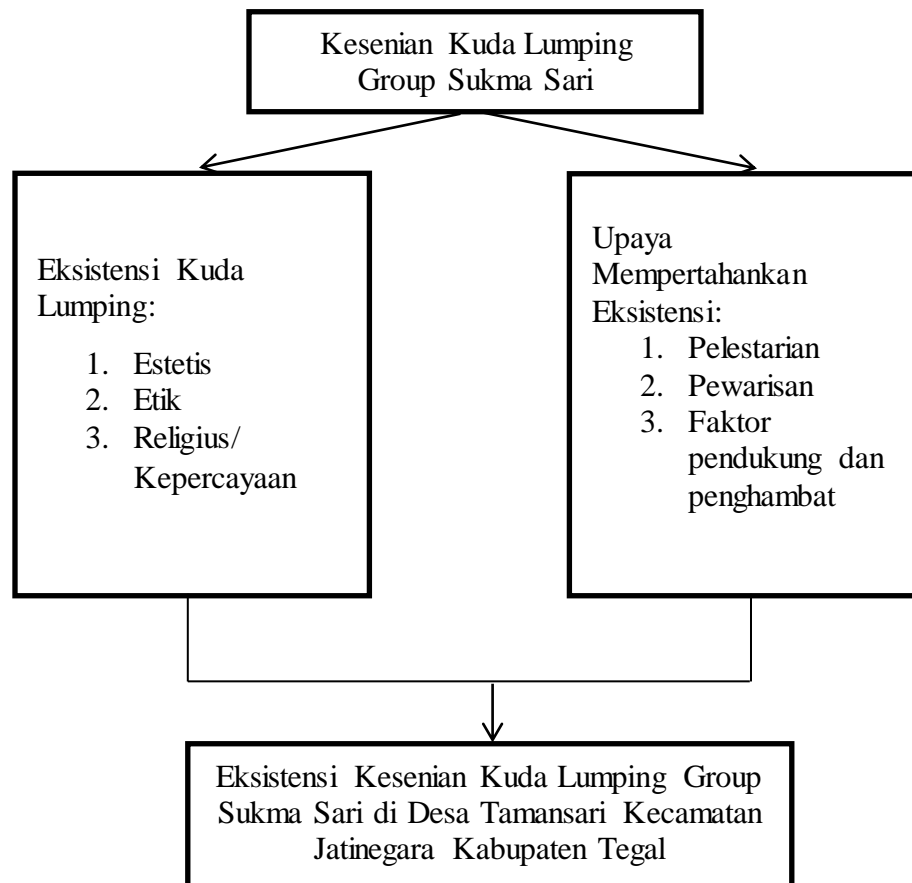 Kesenian Kuda Lumping
Group Sukma Sari
Eksistensi Kuda
Lumping:
1. Estetis
2. Etik
3. Religius/
Kepercayaan
Upaya
Mempertahankan
Eksistensi:
1. Pelestarian
2. Pewarisan
3. Faktor
pendukung dan
penghambat
Eksistensi Kesenian Kuda Lumping Group
Sukma Sari di Desa Tamansari Kecamatan
Jatinegara Kabupaten Tegal